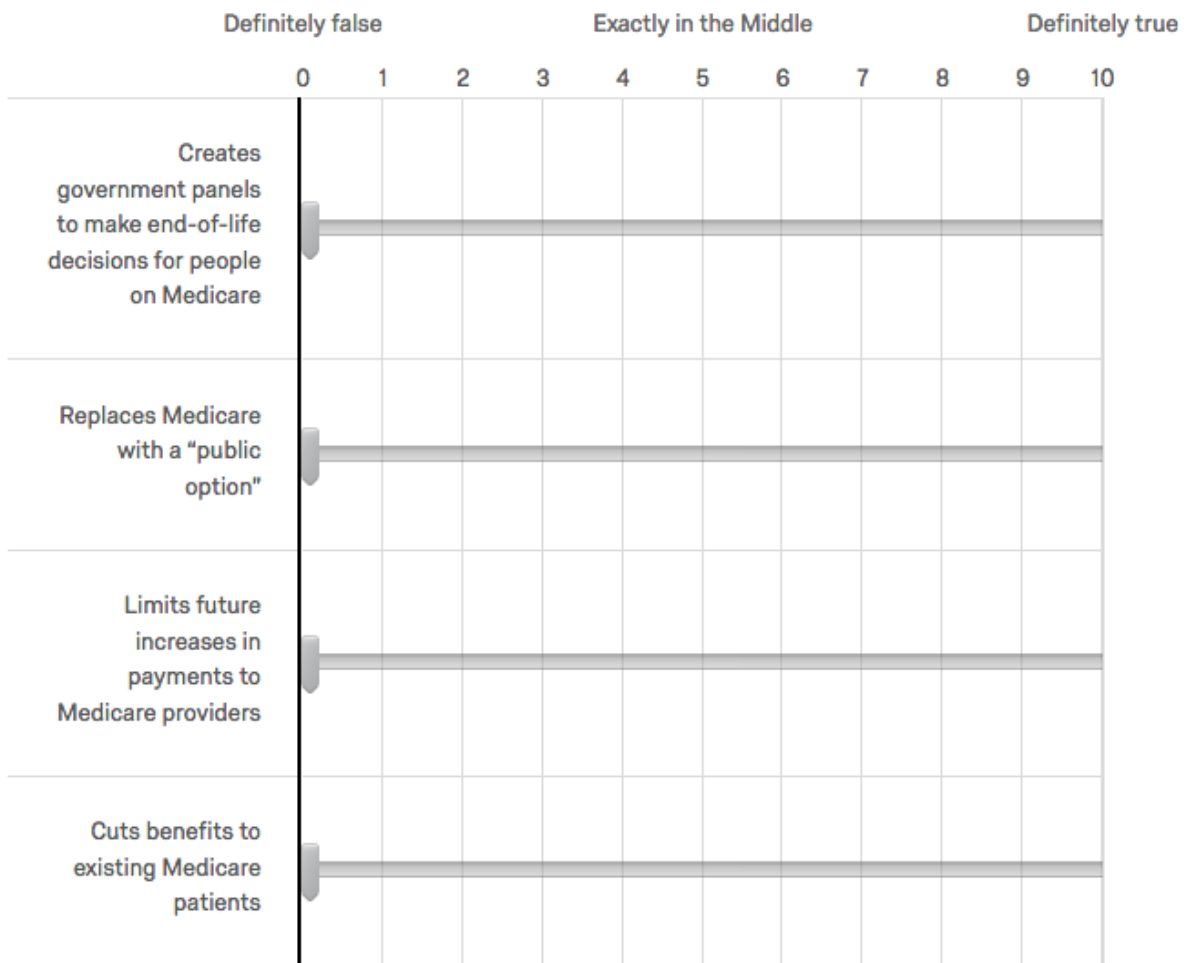 Definitely false Exactly in the Middle Definitely true
0 1 2 3 4 5 6 7 8 9 10
Creates
government panels
to make end-of-life
decisions for people
on Medicare
Replaces Medicare
with a “public
option”
Limits future
increases in
payments to
Medicare providers
Cuts benefits to
existing Medicare
patients